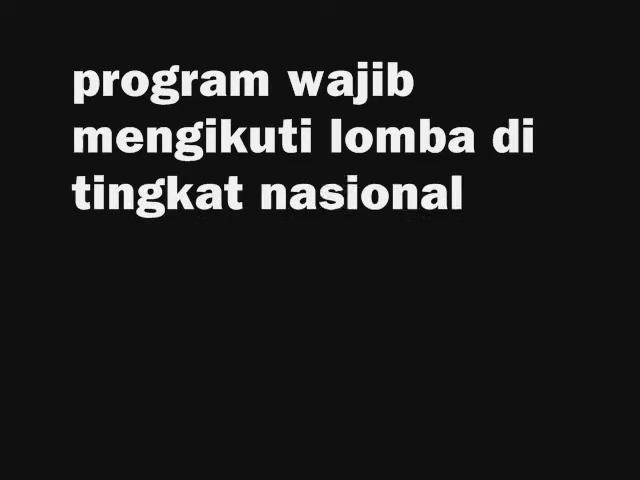 program wajib
mengikuti lomba di
tingkat nasional